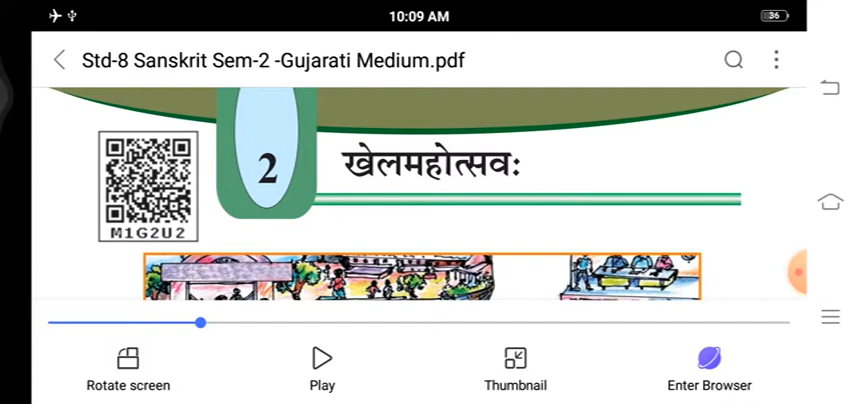 10:09 AM
36
Std-8 Sanskrit Sem-2 -Gujarati Medium.pdf
2
खेलमहोत्सवः
M1G2U2
Rotate screen
Play
Thumbnail
Enter Browser